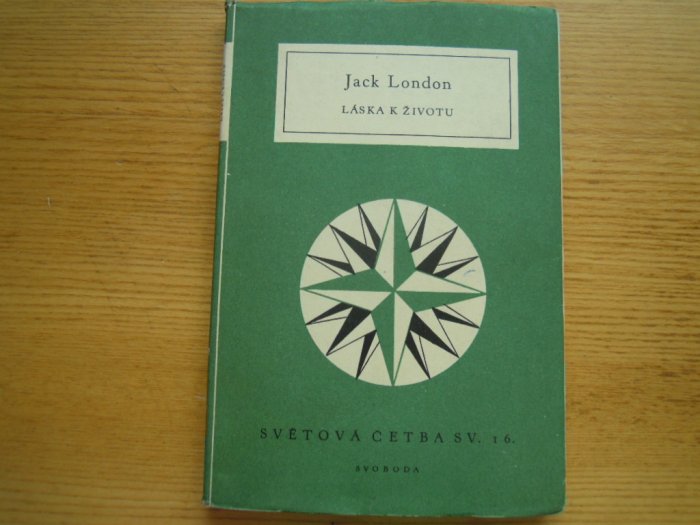 Jack London
LÁSKA K ŽIVOTU
SVĚTOVÁ ČETBA SV. 16.
SVOBODA